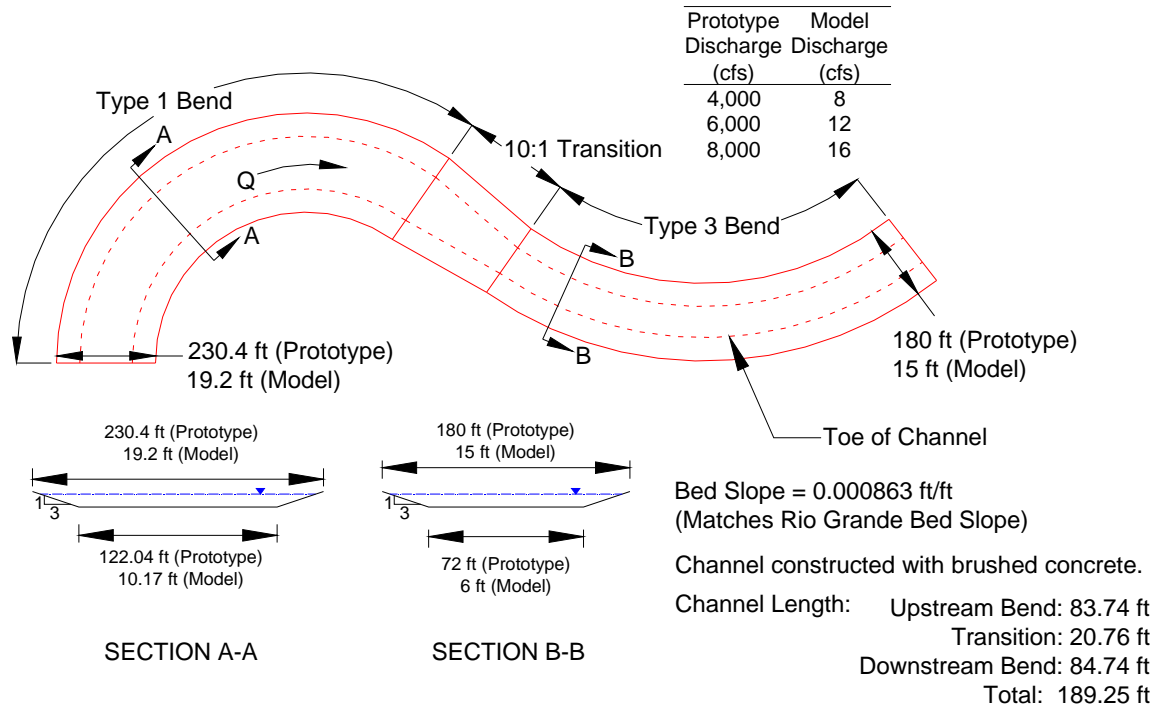 Prototype Model
Discharge Discharge
(cfs) (cfs)
4,000 8
6,000 12
8,000 16
Type 1 Bend
A
10:1 Transition
Q
Type 3 Bend
A
B
B
230.4 ft (Prototype)
19.2 ft (Model)
180 ft (Prototype)
15 ft (Model)
Toe of Channel
230.4 ft (Prototype)
19.2 ft (Model)
1
3
122.04 ft (Prototype)
10.17 ft (Model)
SECTION A-A
180 ft (Prototype)
15 ft (Model)
1
3
72 ft (Prototype)
6 ft (Model)
SECTION B-B
Bed Slope = 0.000863 ft/ft
(Matches Rio Grande Bed Slope)
Channel constructed with brushed concrete.
Channel Length: Upstream Bend: 83.74 ft
Transition: 20.76 ft
Downstream Bend: 84.74 ft
Total: 189.25 ft